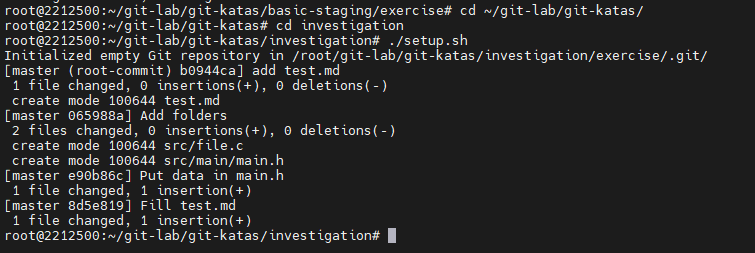 root@2212500:~/git-lab/git-katas/basic-staging/exercise# cd ~/git-lab/git-katas/
root@2212500:~/git-lab/git-katas# cd investigation
root@2212500:~/git-lab/git-katas/investigation# ./setup.sh
Initialized empty Git repository in /root/git-lab/git-katas/investigation/exercise/.git/
[master (root-commit) b0944ca] add test.md
 1 file changed, 0 insertions(+), 0 deletions(-)
 create mode 100644 test.md
[master 065988a] Add folders
 2 files changed, 0 insertions(+), 0 deletions(-)
 create mode 100644 src/file.c
 create mode 100644 src/main/main.h
[master e90b86c] Put data in main.h
 1 file changed, 1 insertion(+)
[master 8d5e819] Fill test.md
 1 file changed, 1 insertion(+)
root@2212500:~/git-lab/git-katas/investigation#